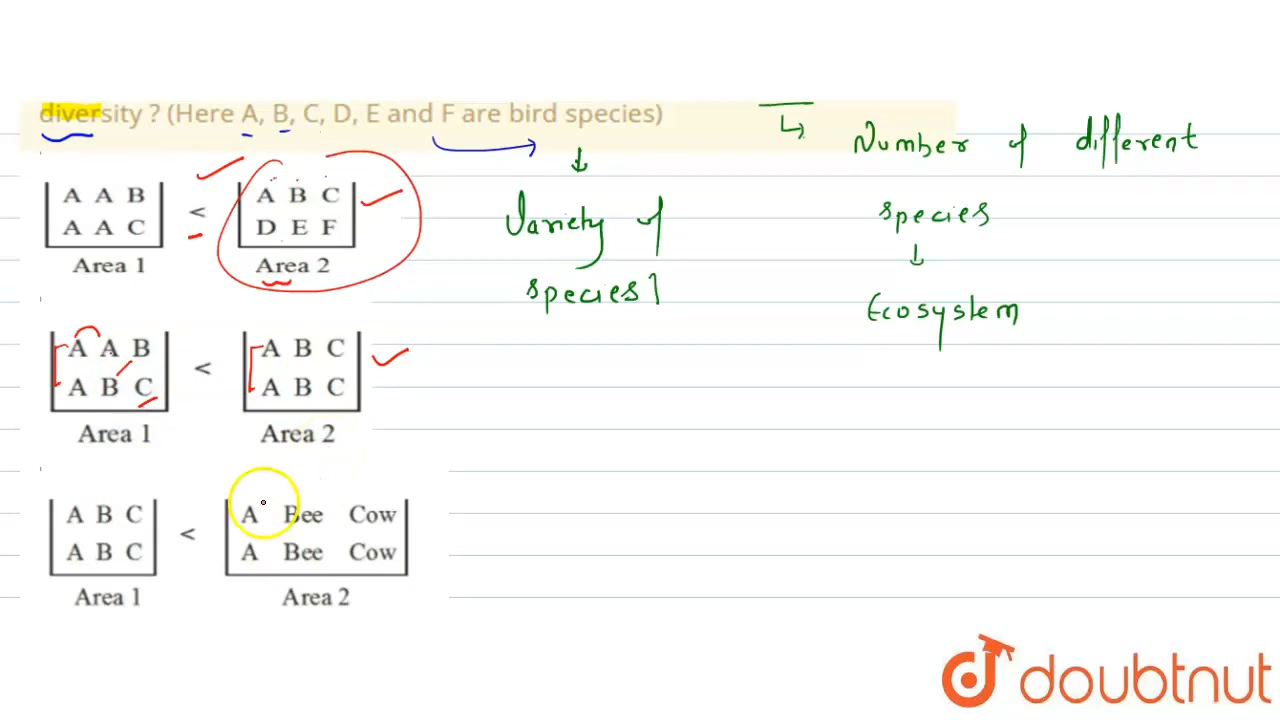 diversity ? (Here A, B, C, D, E and F are bird species)
A A B < A B C
A A C D E F
Area 1 Area 2
A A B < A B C
A B C A B C
Area 1 Area 2
A B C < A Bee Cow
A B C A Bee Cow
Area 1 Area 2
Variety of
species
Number of different
species
Ecosystem
doubtnut